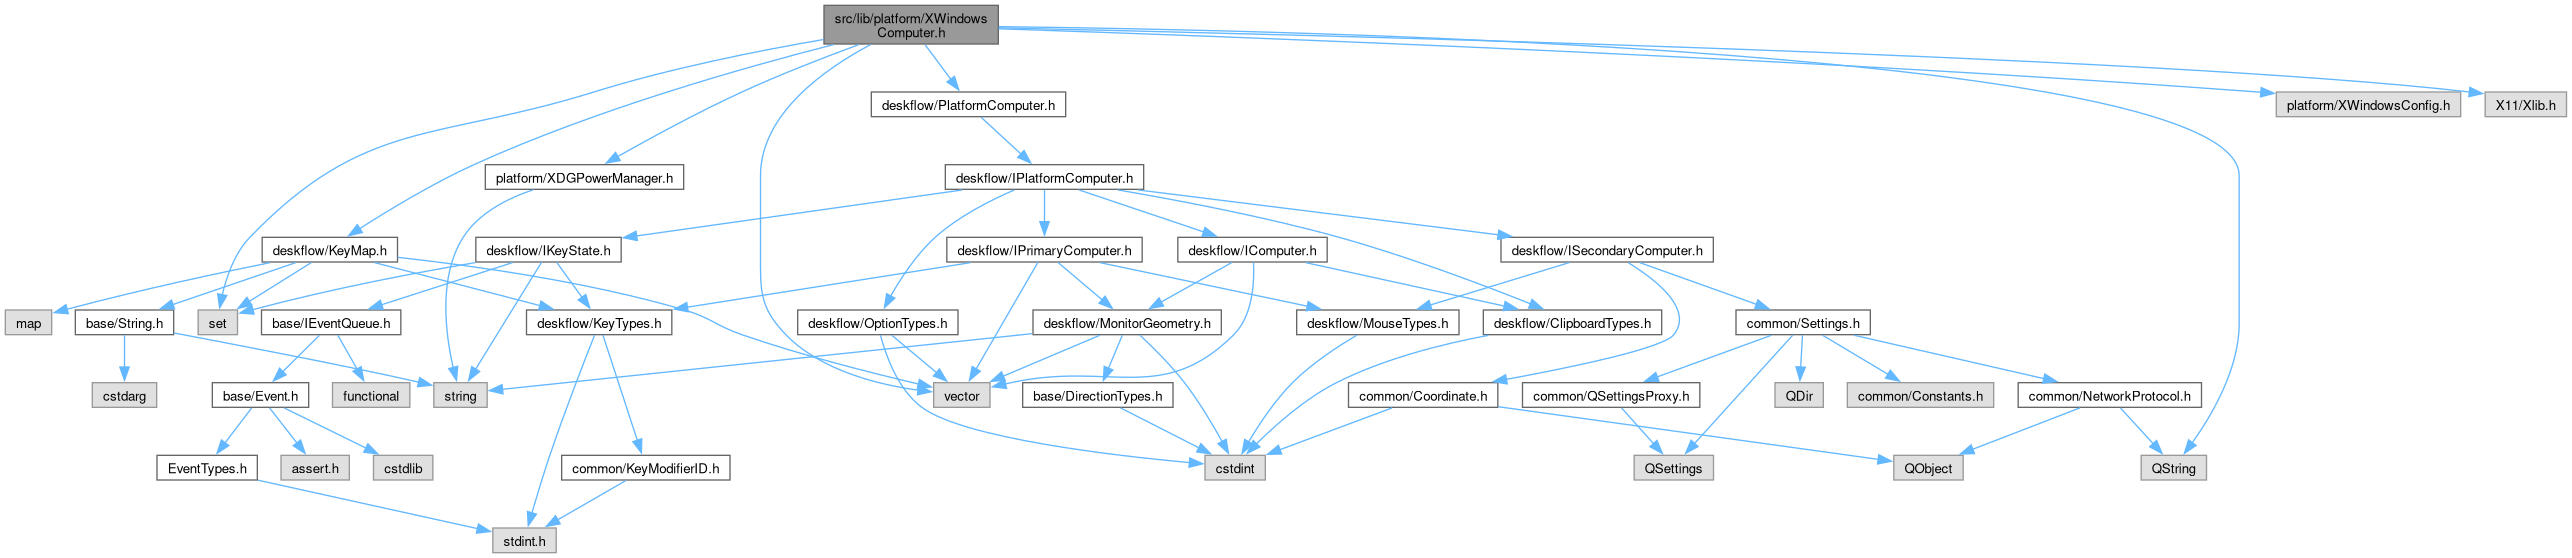 src/lib/platform/XWindows
Computer.h
deskflow/PlatformComputer.h
platform/XWindowsConfig.h
X11/Xlib.h
platform/XDGPowerManager.h
deskflow/IPlatformComputer.h
deskflow/KeyMap.h
deskflow/IKeyState.h
deskflow/IPrimaryComputer.h
deskflow/IComputer.h
deskflow/ISecondaryComputer.h
map
base/String.h
set
base/IEventQueue.h
deskflow/KeyTypes.h
deskflow/OptionTypes.h
deskflow/MonitorGeometry.h
deskflow/MouseTypes.h
deskflow/ClipboardTypes.h
common/Settings.h
cstdarg
base/Event.h
functional
string
vector
base/DirectionTypes.h
common/Coordinate.h
common/QSettingsProxy.h
QDir
common/Constants.h
common/NetworkProtocol.h
EventTypes.h
assert.h
cstdlib
common/KeyModifierID.h
cstdint
QSettings
QObject
QString
stdint.h